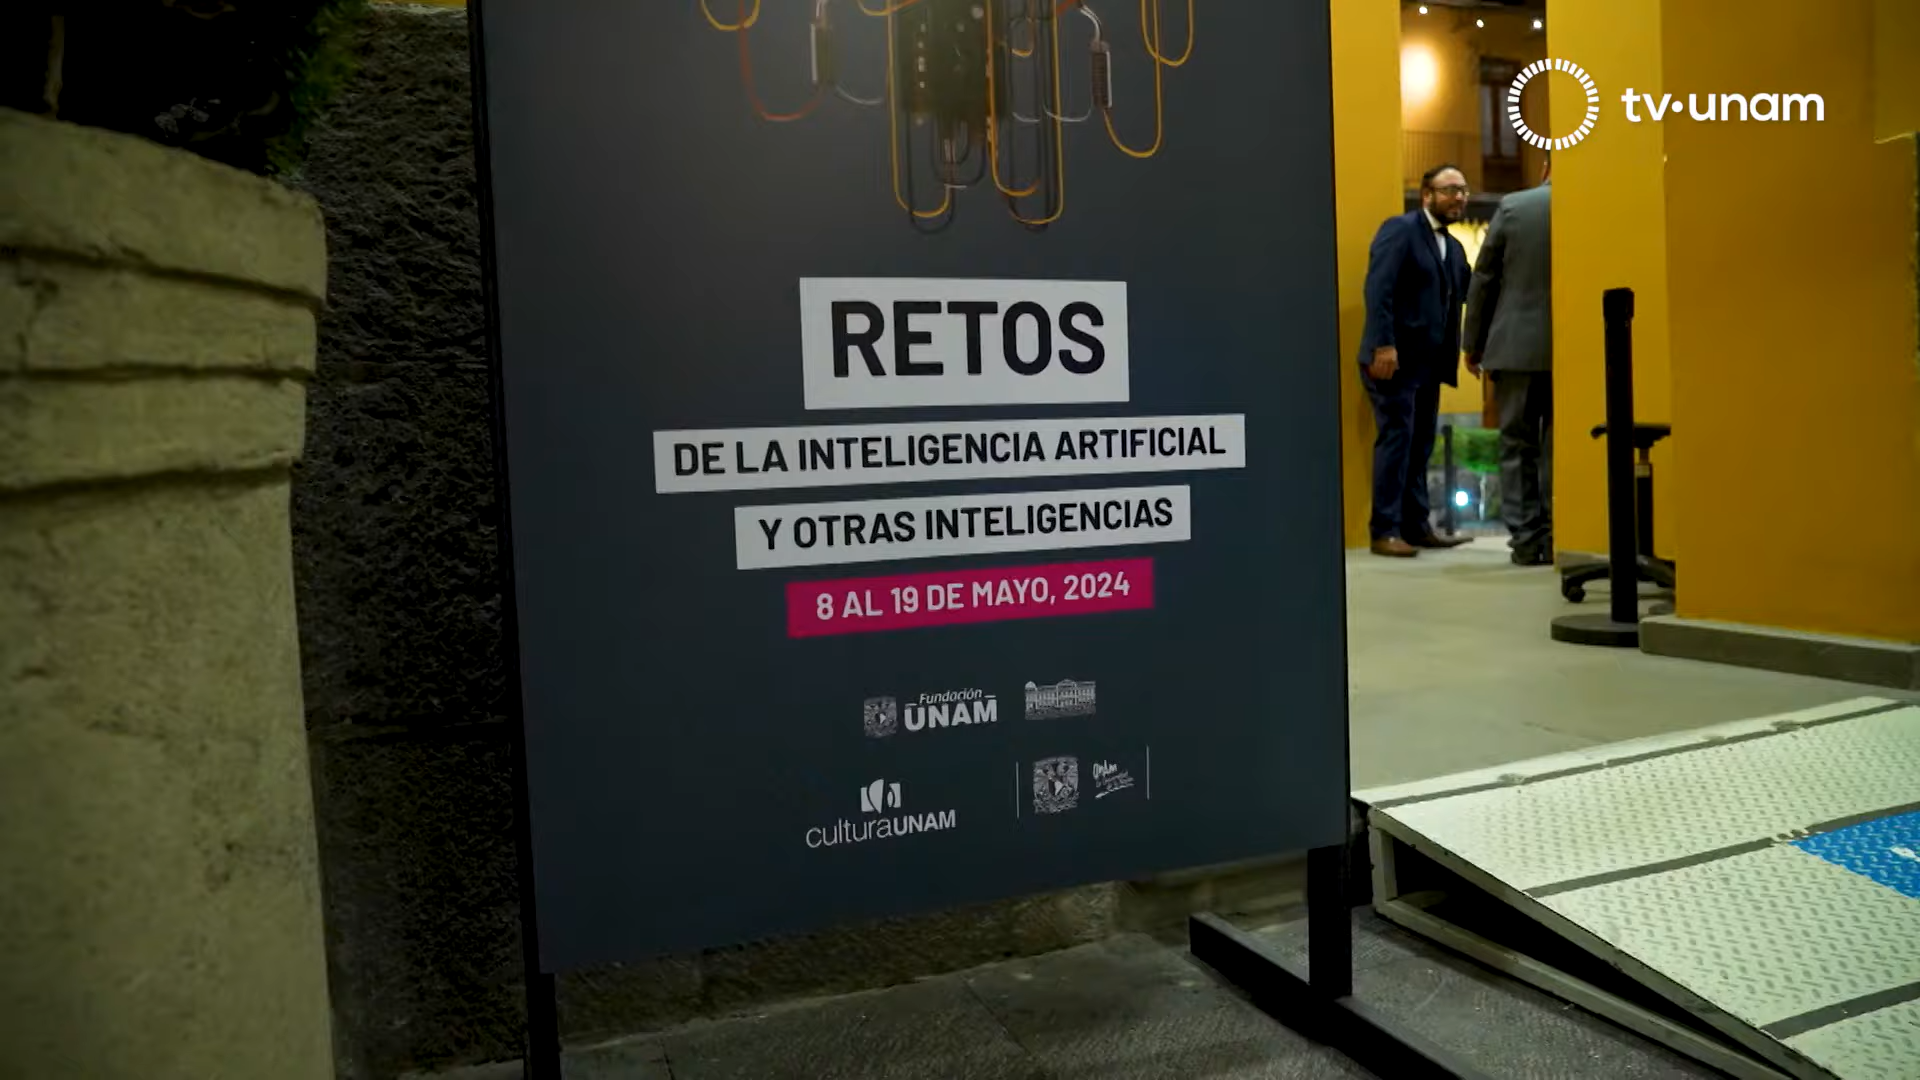 tv·unam
RETOS
DE LA INTELIGENCIA ARTIFICIAL
Y OTRAS INTELIGENCIAS
8 AL 19 DE MAYO, 2024
Fundación
UNAM
culturaUNAM